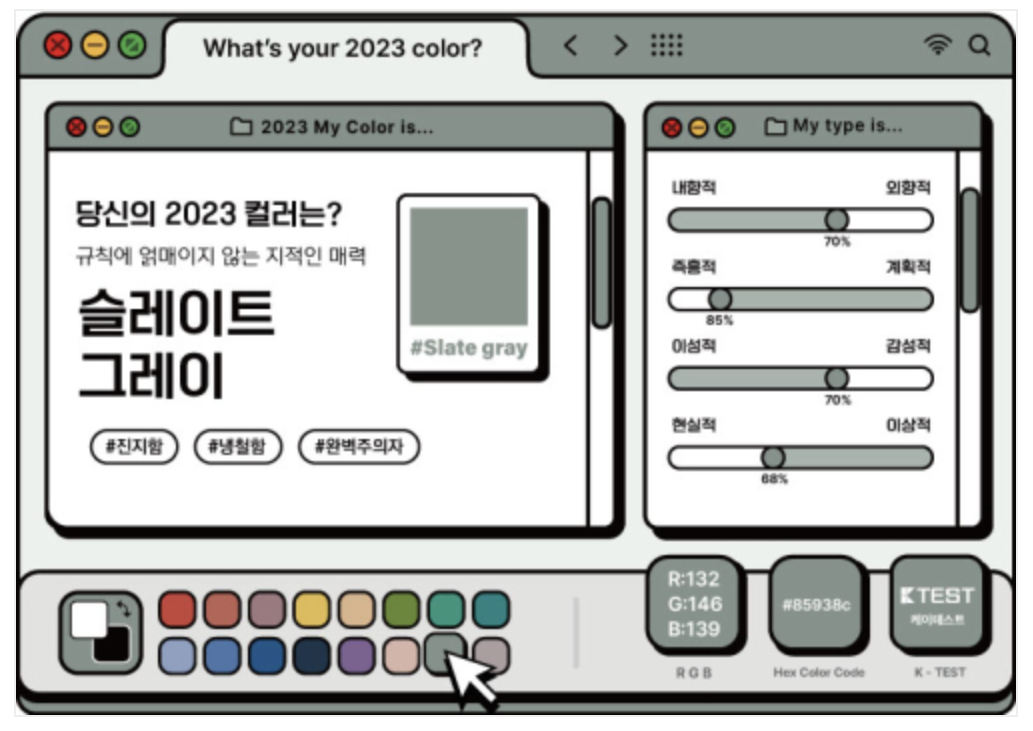 What's your 2023 color?
2023 My Color is...
당신의 2023 컬러는?
규칙에 얽매이지 않는 지적인 매력
슬레이트
그레이
#Slate gray
#진지함 #냉철함 #완벽주의자
My type is...
내향적 외향적
70%
즉흥적 계획적
85%
이성적 감성적
70%
현실적 이상적
68%
R:132
G:146
B:139
R G B
#85938c
Hex Color Code
KTEST
케이테스트
K - TEST